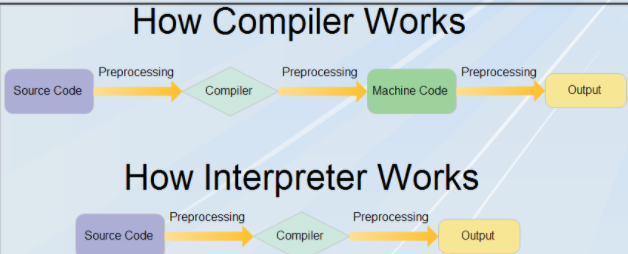 How Compiler Works
Preprocessing Preprocessing Preprocessing
Source Code Compiler Machine Code Output
How Interpreter Works
Preprocessing Preprocessing
Source Code Compiler Output